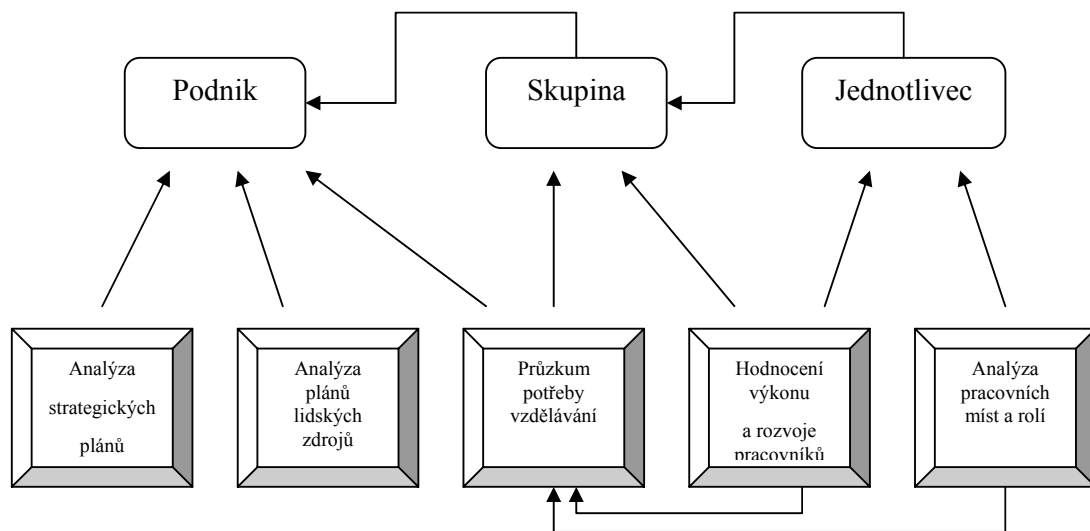 Podnik
Skupina
Jednotlivec
Analýza
strategických
plánů
Analýza
plánů
lidských
zdrojů
Průzkum
potřeby
vzdělávání
Hodnocení
výkonu
a rozvoje
pracovníků
Analýza
pracovních
míst a rolí